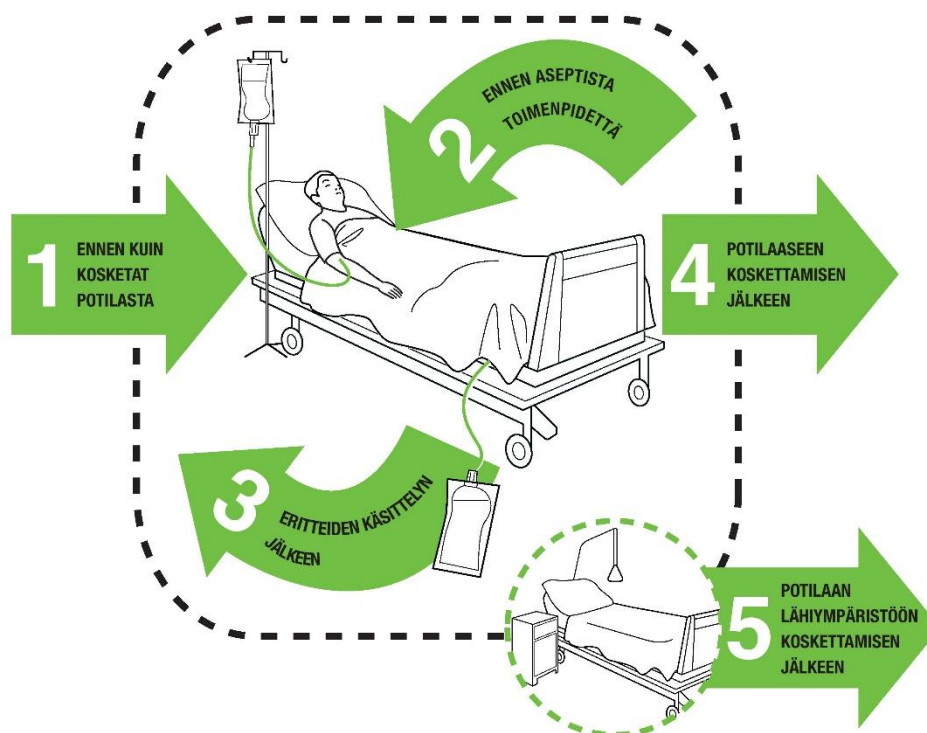 1
ENNEN KUIN
KOSKETAT
POTILASTA
2
ENNEN ASEPTISTA
TOIMENPIDETTÄ
3
ERITTEIDEN KÄSITTELYN
JÄLKEEN
4
POTILAASEEN
KOSKETTAMISEN
JÄLKEEN
5
POTILAAN
LÄHIYMPÄRISTÖÖN
KOSKETTAMISEN
JÄLKEEN